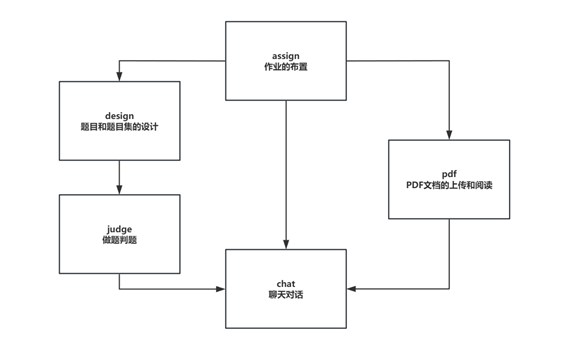 assign
作业的布置
design
题目和题目集的设计
pdf
PDF文档的上传和阅读
judge
做题判题
chat
聊天对话